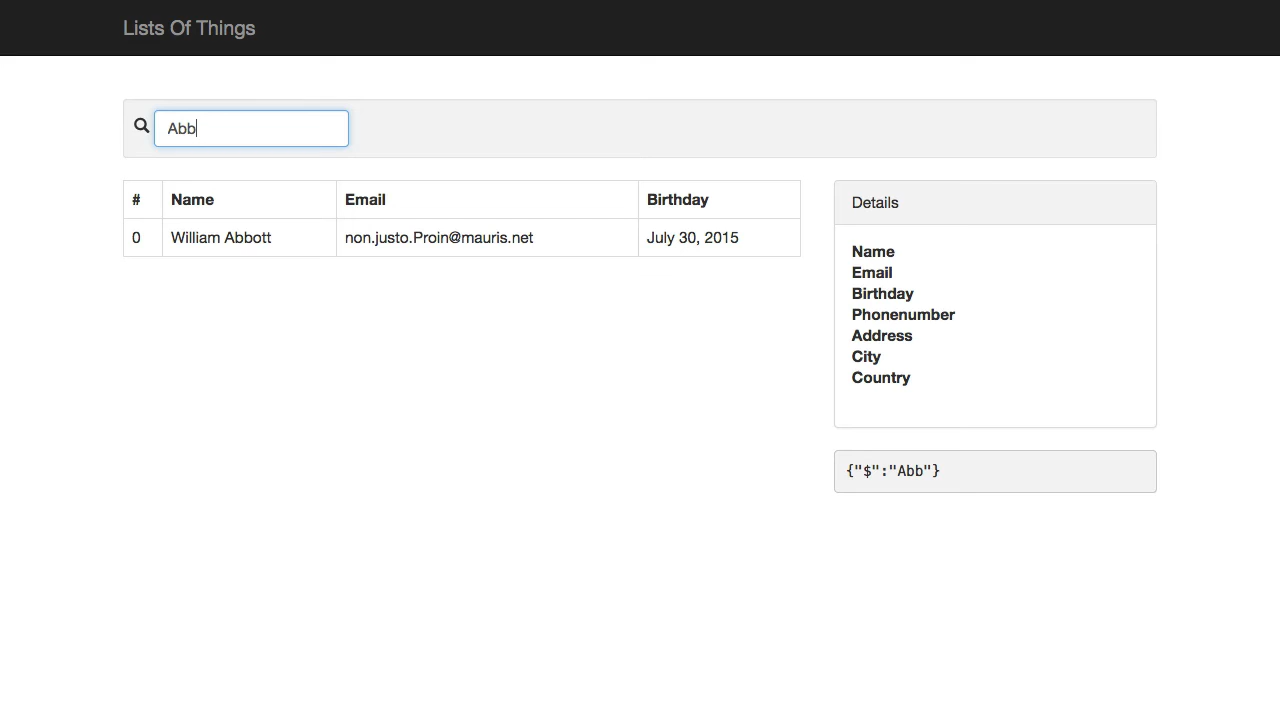 Lists Of Things
Abb
# Name Email Birthday
0 William Abbott non.justo.Proin@mauris.net July 30, 2015
Details
Name
Email
Birthday
Phonenumber
Address
City
Country
{"$":"Abb"}